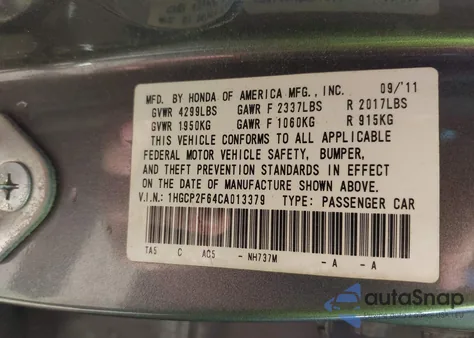 MFD. BY HONDA OF AMERICA MFG., INC. 09/'11
GVWR 4299LBS GAWR F 2337LBS R 2017LBS
GVWR 1950KG GAWR F 1060KG R 915KG
THIS VEHICLE CONFORMS TO ALL APPLICABLE
FEDERAL MOTOR VEHICLE SAFETY, BUMPER,
AND THEFT PREVENTION STANDARDS IN EFFECT
ON THE DATE OF MANUFACTURE SHOWN ABOVE.
V.I.N.: 1HGCP2F64CA013379 TYPE: PASSENGER CAR
TA5 C AC5 - NH737M - A - A
autoSnap